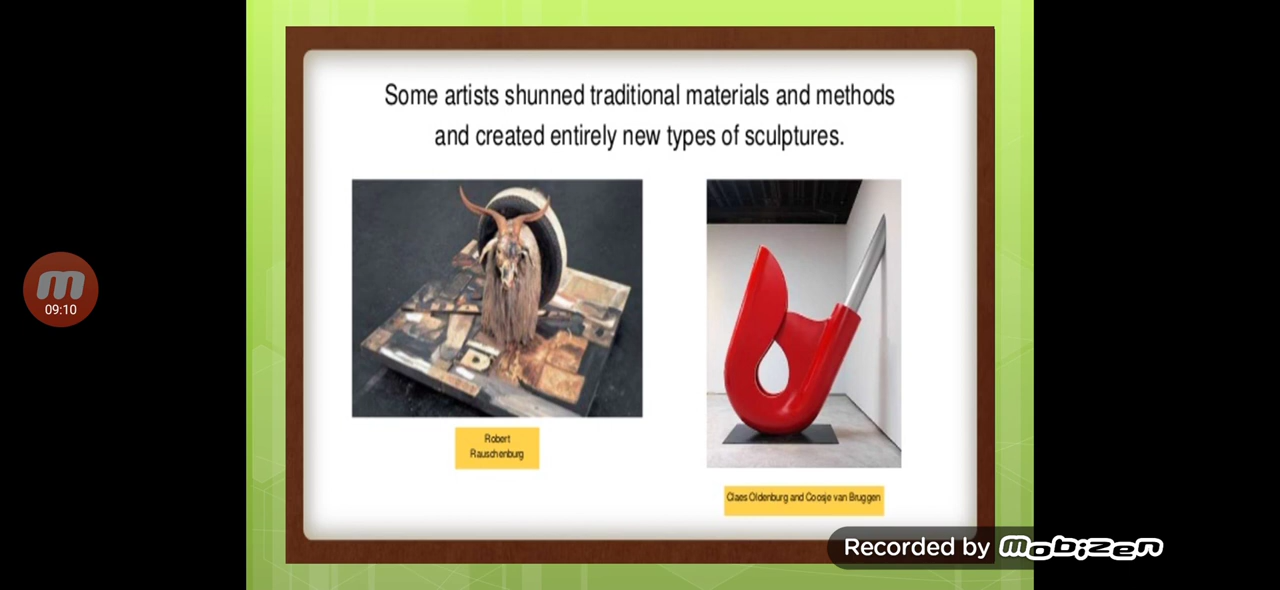 Some artists shunned traditional materials and methods
and created entirely new types of sculptures.
m
09:10
Robert
Rauschenburg
Claes Oldenburg and Coosje van Bruggen
Recorded by mobizen